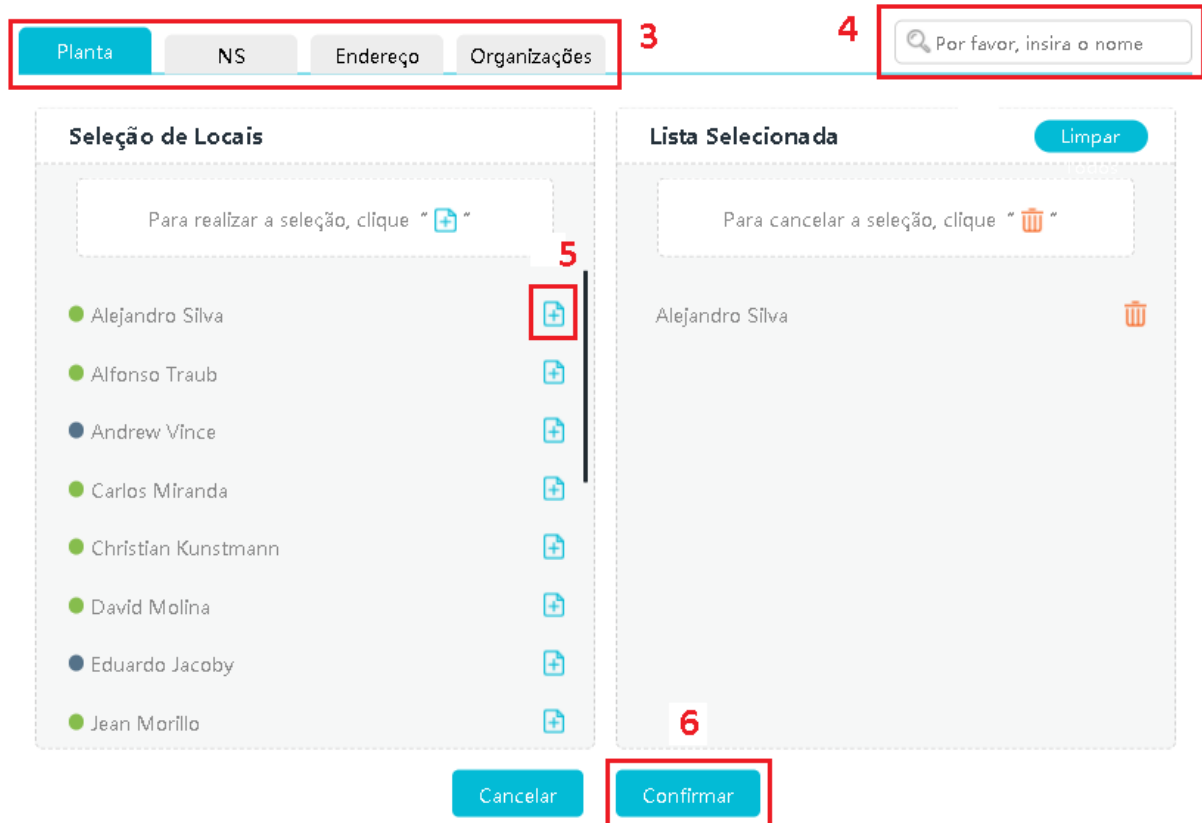 Planta NS Endereço Organizações 3 4 Por favor, insira o nome
Seleção de Locais
Lista Selecionada Limpar
Todos
Para realizar a seleção, clique " "
Para cancelar a seleção, clique " "
5
Alejandro Silva
Alfonso Traub
Andrew Vince
Carlos Miranda
Christian Kunstmann
David Molina
Eduardo Jacoby
Jean Morillo
Alejandro Silva
6
Cancelar Confirmar